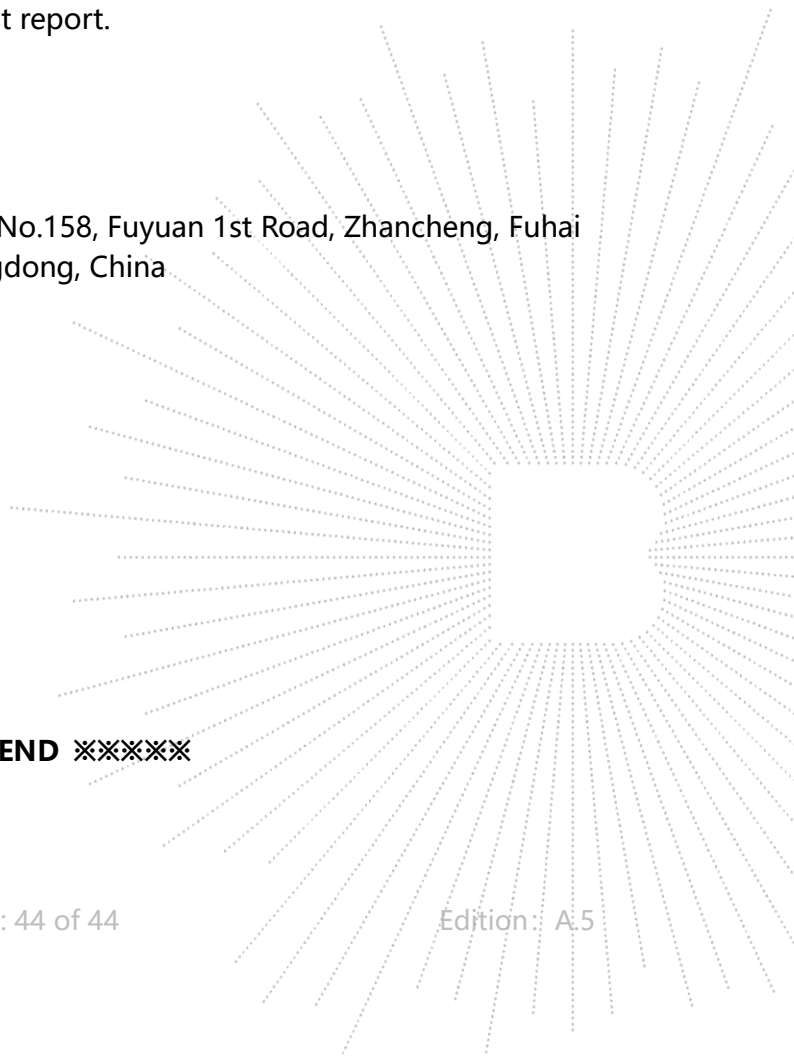 t report.
No.158, Fuyuan 1st Road, Zhancheng, Fuhai
gdong, China
END ※※※※※
: 44 of 44 Edition：A.5